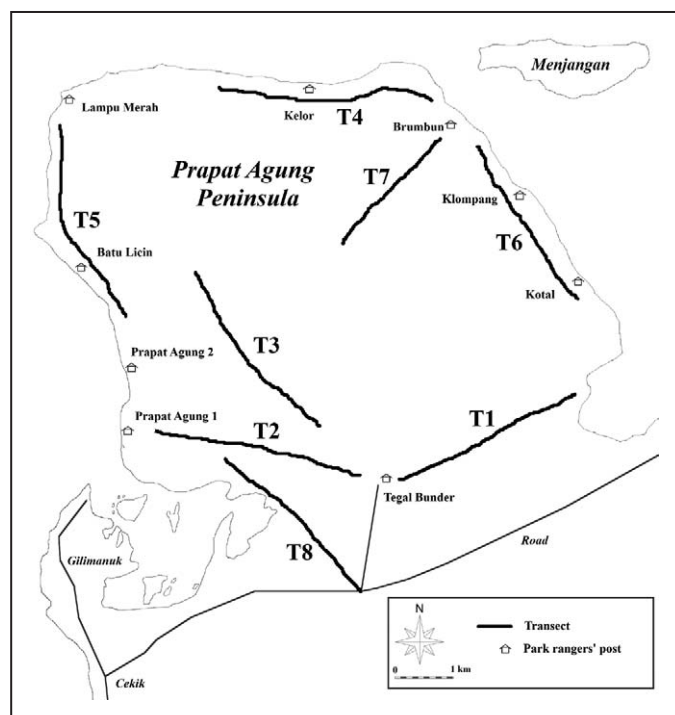 Menjangan
Lampu Merah
Kelor
T4
Brumbun
Prapat Agung
Peninsula
T7
Klompang
T5
T6
Batu Licin
Kotal
T3
Prapat Agung 2
Prapat Agung 1
T2
T1
Tegal Bunder
Road
T8
Gilimanuk
N
Transect
Park rangers' post
0
1 km
Cekik